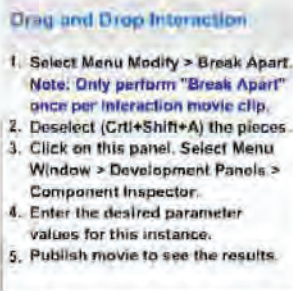 Drag and Drop Interaction
1. Select Menu Modify > Break Apart.
Note: Only perform "Break Apart"
once per interaction movie clip.
2. Deselect (Crtl+Shift+A) the pieces.
3. Click on this panel. Select Menu
Window > Development Panels >
Component Inspector.
4. Enter the desired parameter
values for this instance.
5. Publish movie to see the results.